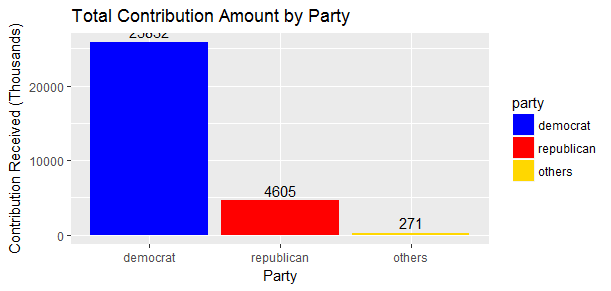 Total Contribution Amount by Party
Contribution Received (Thousands)
20000
10000
0
4605
271
democrat
republican
others
Party
party
democrat
republican
others